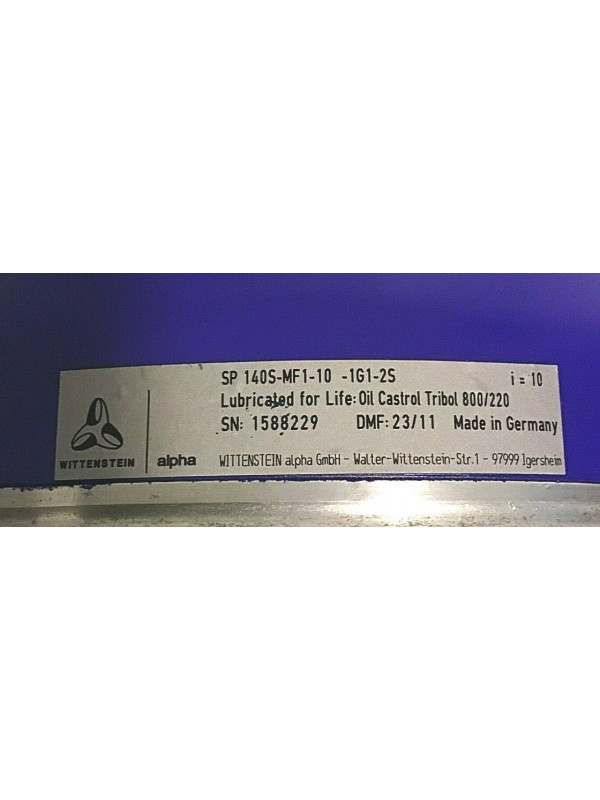 SP 140S-MF1-10 -1G1-2S i = 10
Lubricated for Life: Oil Castrol Tribol 800/220
SN: 1588229 DMF: 23/11 Made in Germany
WITTENSTEIN alpha WITTENSTEIN alpha GmbH - Walter-Wittenstein-Str.1 - 97999 Igersheim